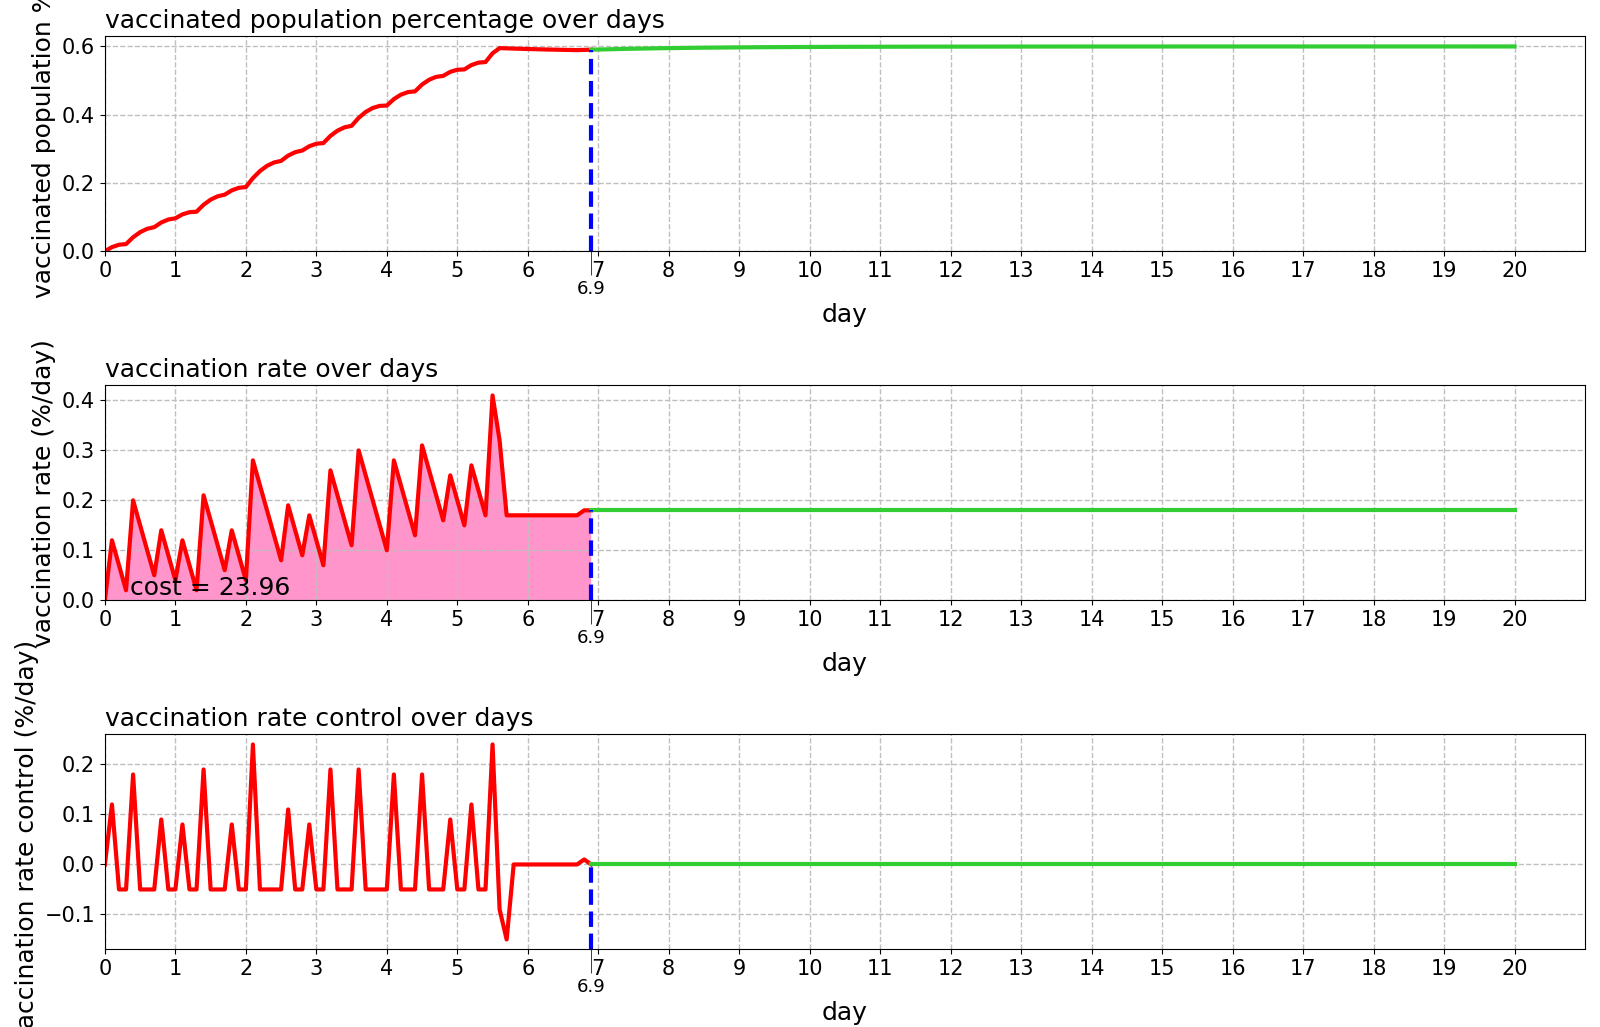 vaccinated population percentage over days
vaccinated population %
0.6
0.4
0.2
0.0
0 1 2 3 4 5 6 7 8 9 10 11 12 13 14 15 16 17 18 19 20
6.9
day
vaccination rate over days
vaccination rate (%/day)
0.4
0.3
0.2
0.1
0.0
cost = 23.96
0 1 2 3 4 5 6 7 8 9 10 11 12 13 14 15 16 17 18 19 20
6.9
day
vaccination rate control over days
accination rate control (%/day)
0.2
0.1
0.0
−0.1
0 1 2 3 4 5 6 7 8 9 10 11 12 13 14 15 16 17 18 19 20
6.9
day